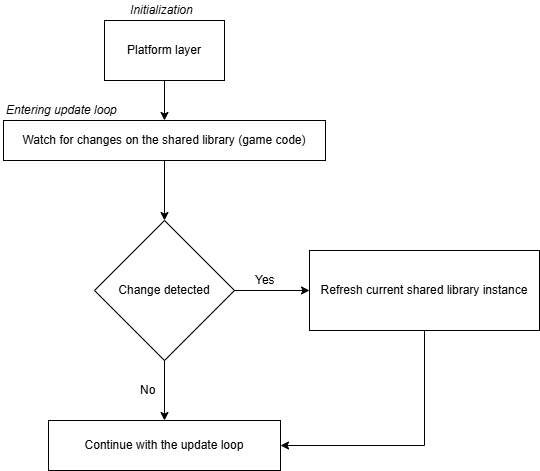 Initialization
Platform layer
Entering update loop
Watch for changes on the shared library (game code)
Change detected
Yes
Refresh current shared library instance
No
Continue with the update loop